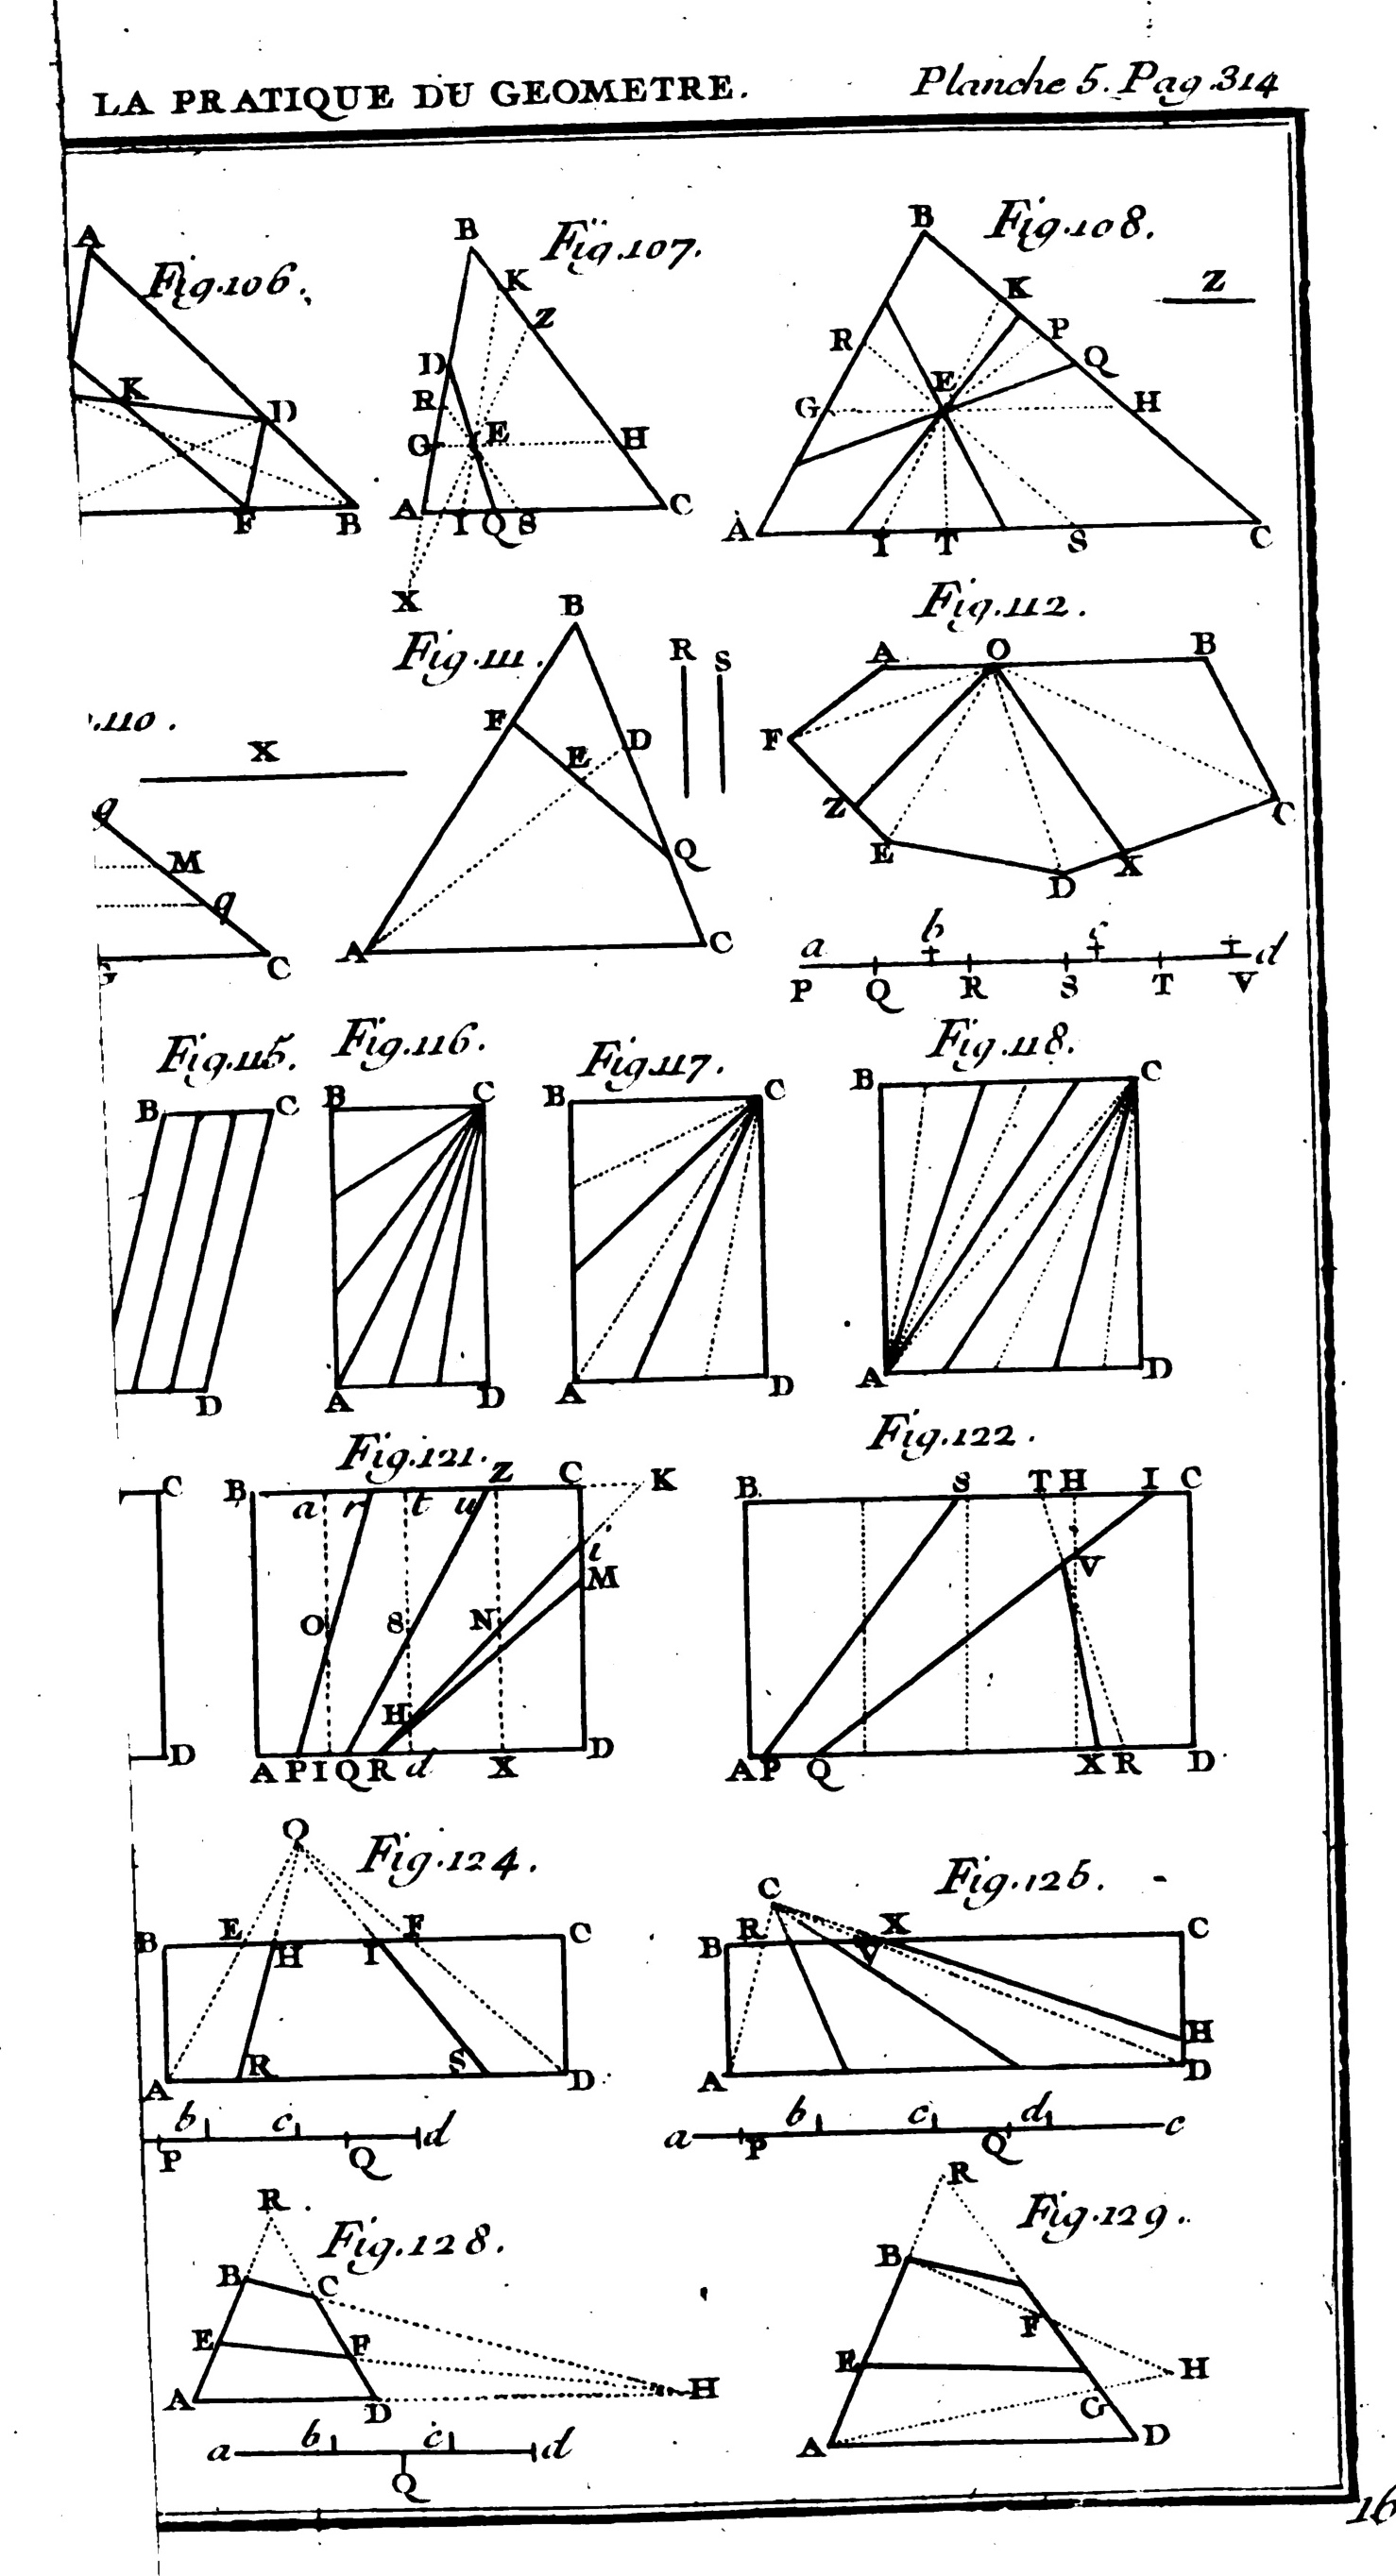 LA PRATIQUE DU GEOMETRE. Planche 5. Pag. 314
A Fig. 106. K D F B
B Fig. 107. K Z D R G E H A I Q S C X
B Fig. 108. Z K P R Q E G H A I T S C
.110. X q M q G C
Fig. 111. B R S F D E Q A C
Fig. 112. A O B F Z C E D X
a b c d
P Q R S T V
Fig. 115. B C D
Fig. 116. B C A D
Fig. 117. B C A D
Fig. 118. B C A D
C D
Fig. 121. B a r t u Z C K i M O 8 N H A P I Q R d X D
Fig. 122. B S T H I C V A P Q X R D
O Fig. 124. B E H I F C A R S D
b c d
P Q
Fig. 125. C B R V X C H A D
a b c d c
P Q
R. Fig. 128. B C E F A D H
a b c d
Q
R Fig. 129. B F E H G A D
16